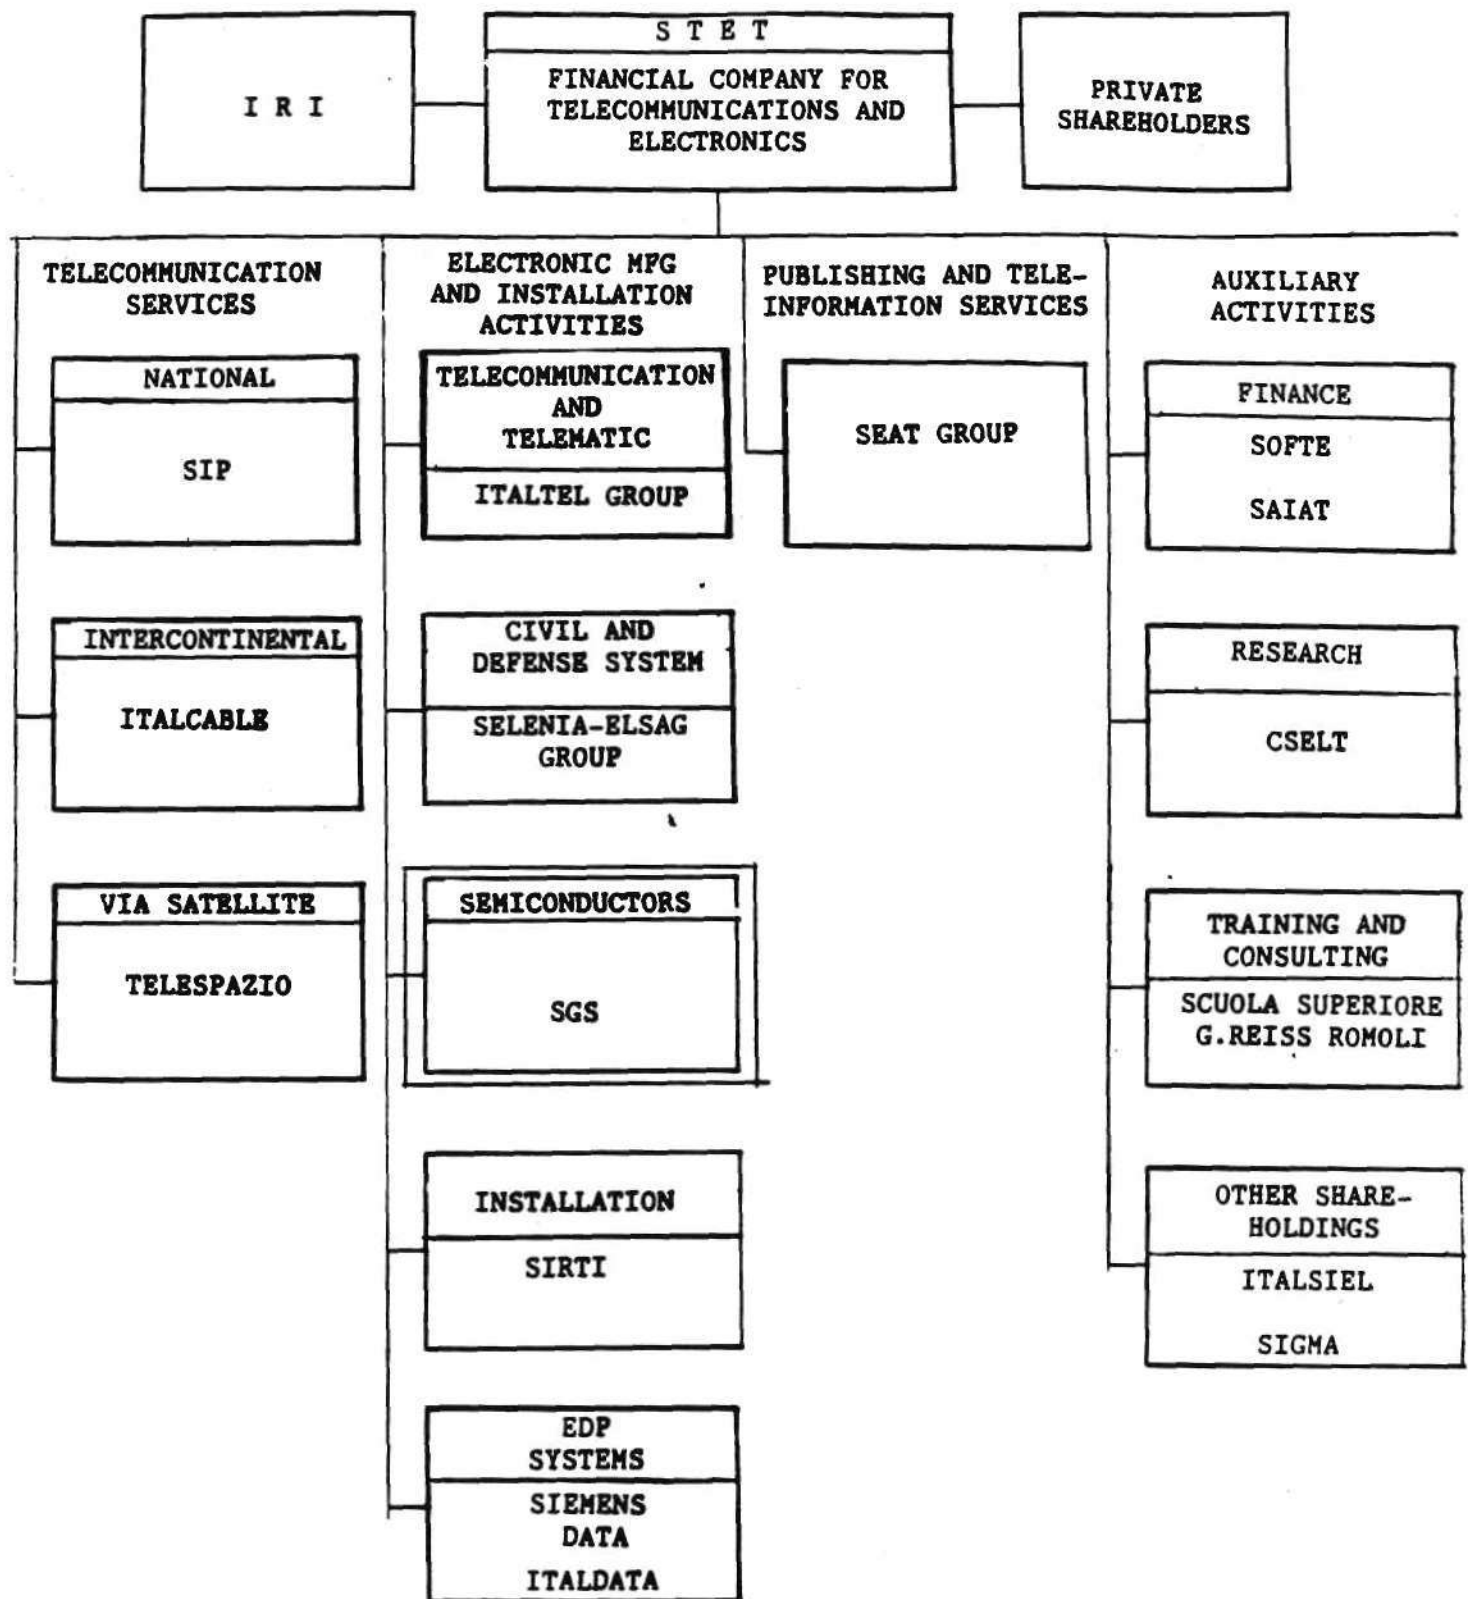 I R I
S T E T
FINANCIAL COMPANY FOR
TELECOMMUNICATIONS AND
ELECTRONICS
PRIVATE
SHAREHOLDERS
TELECOMMUNICATION
SERVICES
NATIONAL
SIP
INTERCONTINENTAL
ITALCABLE
VIA SATELLITE
TELESPAZIO
ELECTRONIC MFG
AND INSTALLATION
ACTIVITIES
TELECOMMUNICATION
AND
TELEMATIC
ITALTEL GROUP
CIVIL AND
DEFENSE SYSTEM
SELENIA-ELSAG
GROUP
SEMICONDUCTORS
SGS
INSTALLATION
SIRTI
EDP
SYSTEMS
SIEMENS
DATA
ITALDATA
PUBLISHING AND TELE-
INFORMATION SERVICES
SEAT GROUP
AUXILIARY
ACTIVITIES
FINANCE
SOFTE
SAIAT
RESEARCH
CSELT
TRAINING AND
CONSULTING
SCUOLA SUPERIORE
G.REISS ROMOLI
OTHER SHARE-
HOLDINGS
ITALSIEL
SIGMA